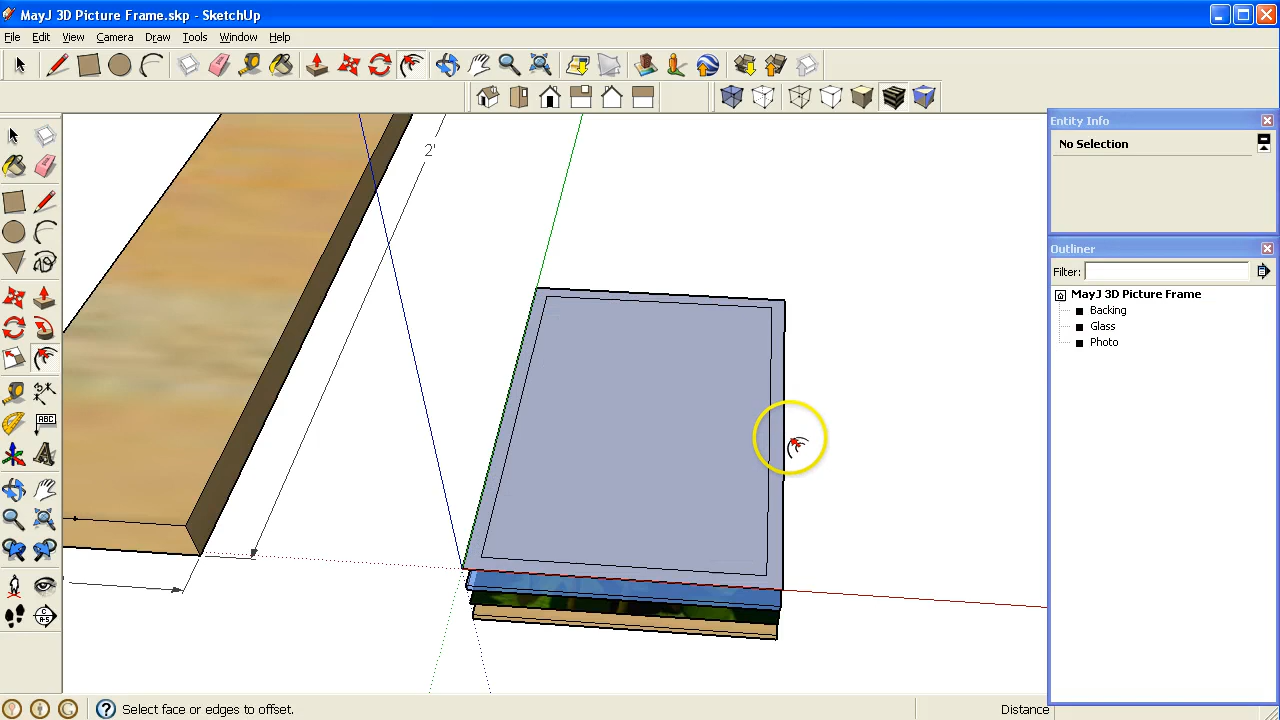 MayJ 3D Picture Frame.skp - SketchUp
File Edit View Camera Draw Tools Window Help
Entity Info
No Selection
2'
Outliner
Filter:
MayJ 3D Picture Frame
Backing
Glass
Photo
ABC
Select face or edges to offset.
Distance